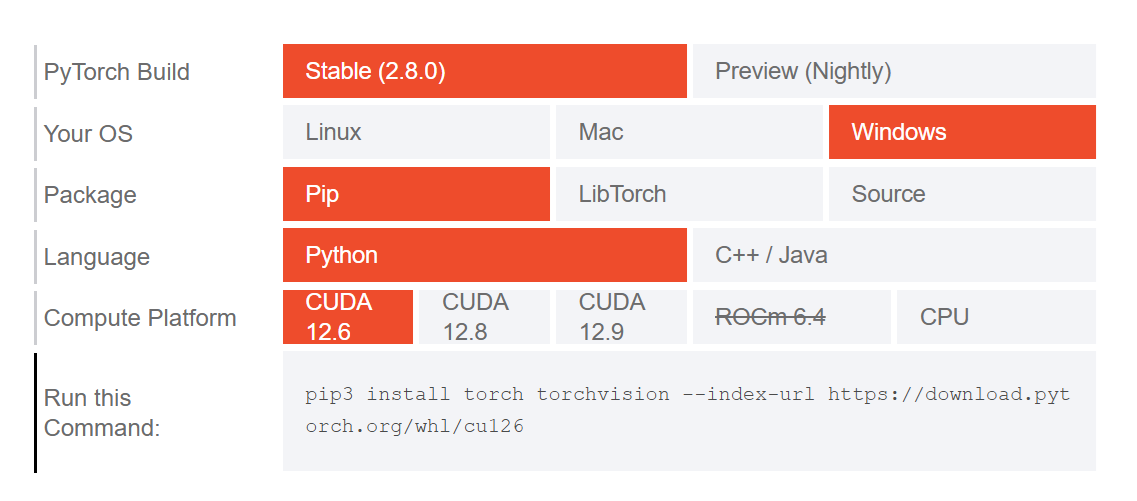 PyTorch Build
Stable (2.8.0)
Preview (Nightly)
Your OS
Linux
Mac
Windows
Package
Pip
LibTorch
Source
Language
Python
C++ / Java
Compute Platform
CUDA
12.6
CUDA
12.8
CUDA
12.9
ROCm 6.4
CPU
Run this
Command:
pip3 install torch torchvision --index-url https://download.pyt
orch.org/whl/cu126